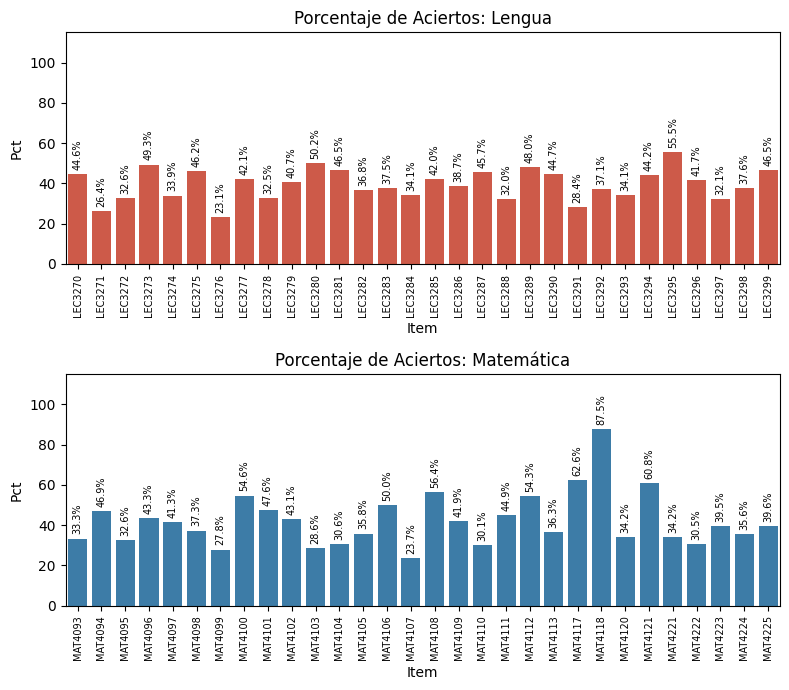 Porcentaje de Aciertos: Lengua
Pct
100
80
60
40
20
0
44.6% 26.4% 32.6% 49.3% 33.9% 46.2% 23.1% 42.1% 32.5% 40.7% 50.2% 46.5% 36.8% 37.5% 34.1% 42.0% 38.7% 45.7% 32.0% 48.0% 44.7% 28.4% 37.1% 34.1% 44.2% 55.5% 41.7% 32.1% 37.6% 46.5%
LEC3270 LEC3271 LEC3272 LEC3273 LEC3274 LEC3275 LEC3276 LEC3277 LEC3278 LEC3279 LEC3280 LEC3281 LEC3282 LEC3283 LEC3284 LEC3285 LEC3286 LEC3287 LEC3288 LEC3289 LEC3290 LEC3291 LEC3292 LEC3293 LEC3294 LEC3295 LEC3296 LEC3297 LEC3298 LEC3299
Item
Porcentaje de Aciertos: Matemática
Pct
100
80
60
40
20
0
33.3% 46.9% 32.6% 43.3% 41.3% 37.3% 27.8% 54.6% 47.6% 43.1% 28.6% 30.6% 35.8% 50.0% 23.7% 56.4% 41.9% 30.1% 44.9% 54.3% 36.3% 62.6% 87.5% 34.2% 60.8% 34.2% 30.5% 39.5% 35.6% 39.6%
MAT4093 MAT4094 MAT4095 MAT4096 MAT4097 MAT4098 MAT4099 MAT4100 MAT4101 MAT4102 MAT4103 MAT4104 MAT4105 MAT4106 MAT4107 MAT4108 MAT4109 MAT4110 MAT4111 MAT4112 MAT4113 MAT4117 MAT4118 MAT4120 MAT4121 MAT4221 MAT4222 MAT4223 MAT4224 MAT4225
Item